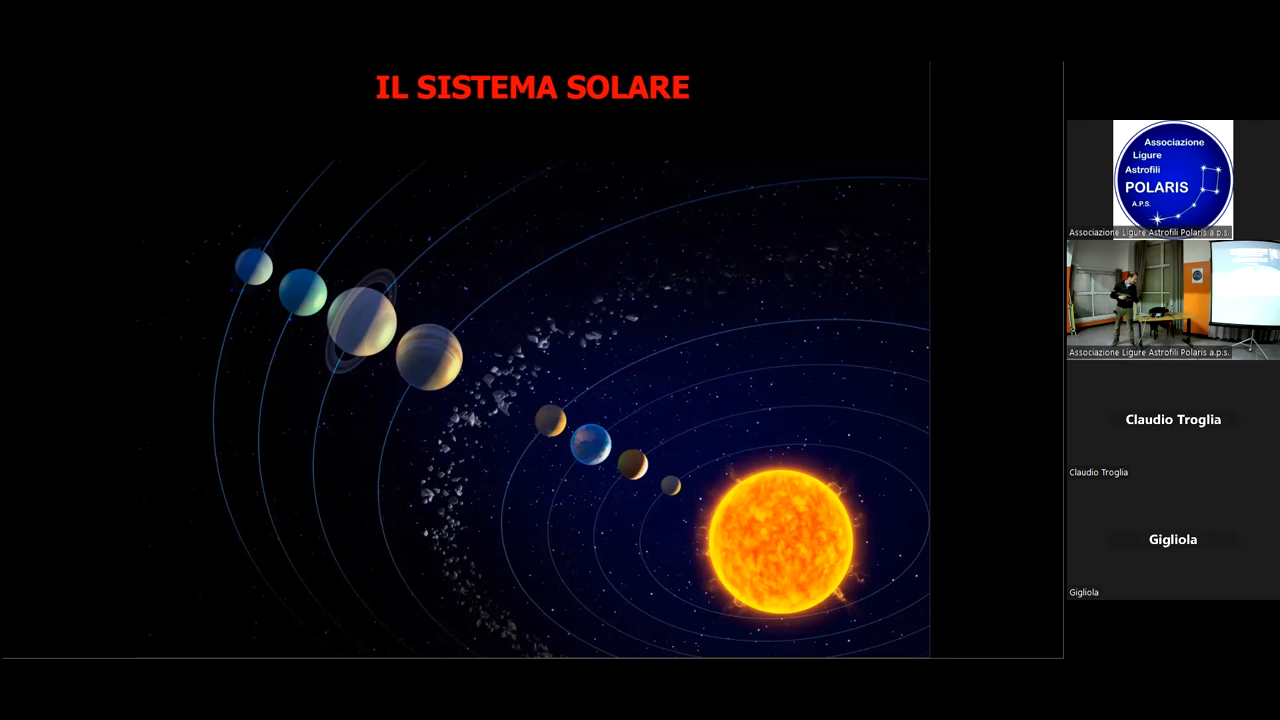 IL SISTEMA SOLARE
Associazione
Ligure
Astrofili
POLARIS
A.P.S.
Associazione Ligure Astrofili Polaris a.p.s.
Associazione Ligure Astrofili Polaris a.p.s.
Claudio Troglia
Claudio Troglia
Gigliola
Gigliola